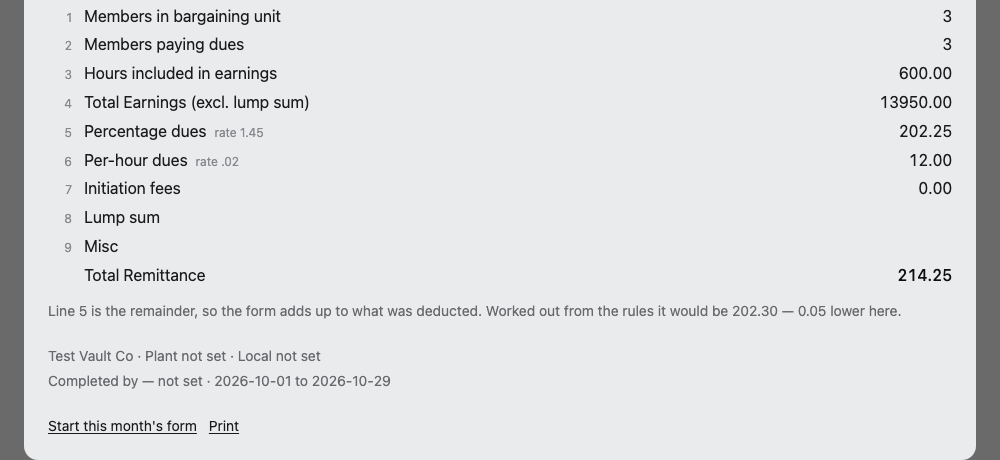 1 Members in bargaining unit 3
2 Members paying dues 3
3 Hours included in earnings 600.00
4 Total Earnings (excl. lump sum) 13950.00
5 Percentage dues rate 1.45 202.25
6 Per-hour dues rate .02 12.00
7 Initiation fees 0.00
8 Lump sum
9 Misc
Total Remittance 214.25
Line 5 is the remainder, so the form adds up to what was deducted. Worked out from the rules it would be 202.30 — 0.05 lower here.
Test Vault Co · Plant not set · Local not set
Completed by — not set · 2026-10-01 to 2026-10-29
Start this month's form Print